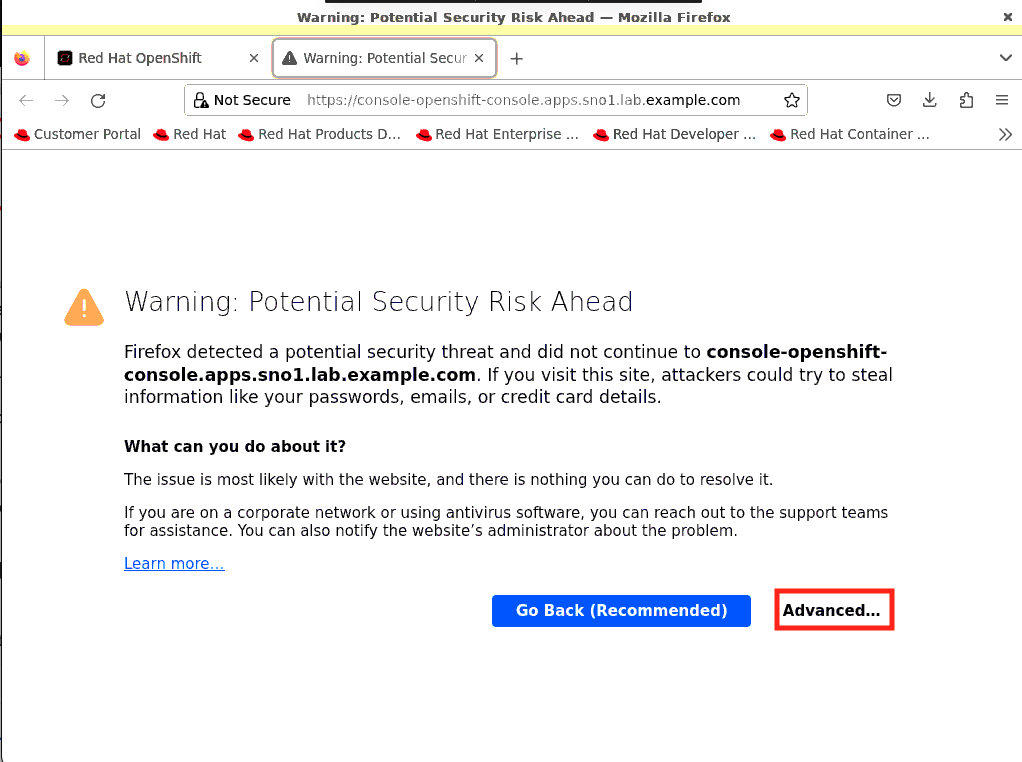 Warning: Potential Security Risk Ahead — Mozilla Firefox
Red Hat OpenShift
Warning: Potential Secur
Not Secure https://console-openshift-console.apps.sno1.lab.example.com
Customer Portal Red Hat Red Hat Products D... Red Hat Enterprise ... Red Hat Developer ... Red Hat Container ...
Warning: Potential Security Risk Ahead
Firefox detected a potential security threat and did not continue to console-openshift-
console.apps.sno1.lab.example.com. If you visit this site, attackers could try to steal
information like your passwords, emails, or credit card details.
What can you do about it?
The issue is most likely with the website, and there is nothing you can do to resolve it.
If you are on a corporate network or using antivirus software, you can reach out to the support teams
for assistance. You can also notify the website’s administrator about the problem.
Learn more…
Go Back (Recommended) Advanced...